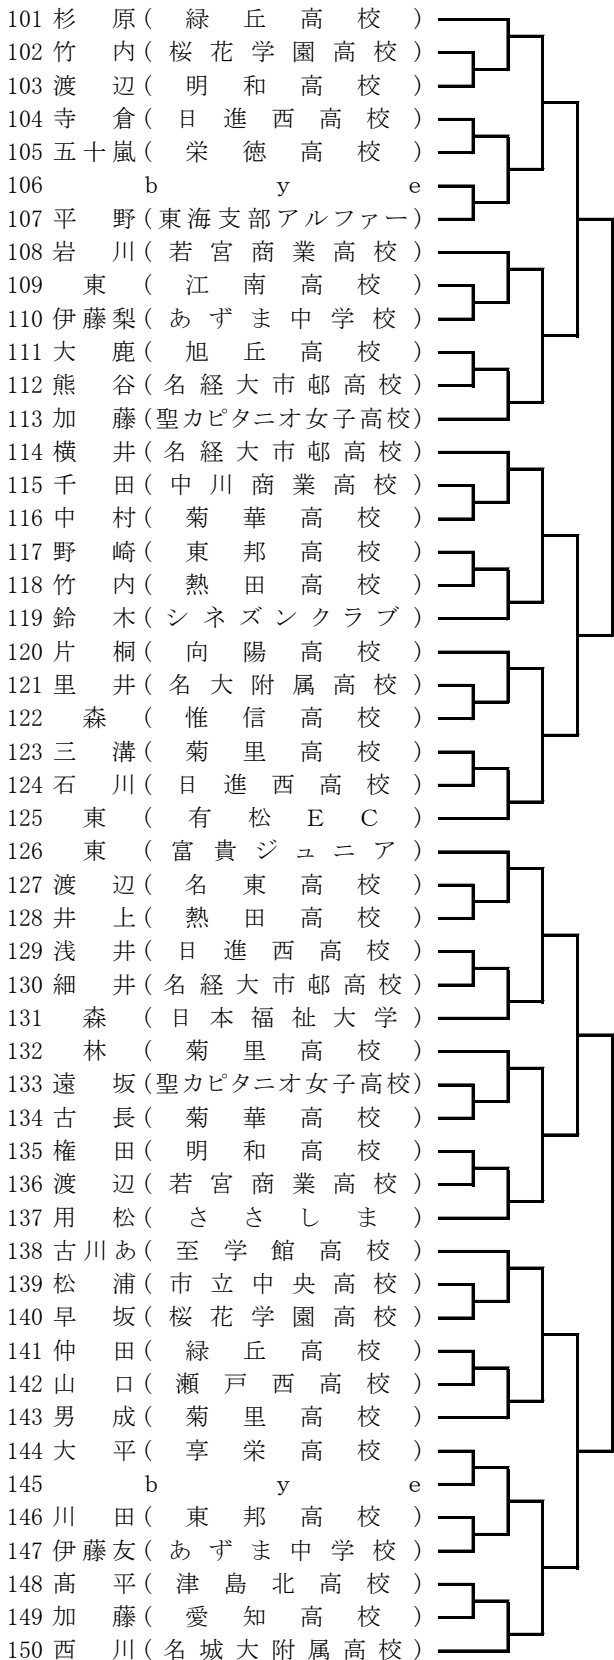 101 杉 原 ( 緑 丘 高 校 )
102 竹 内 ( 桜 花 学 園 高 校 )
103 渡 辺 ( 明 和 高 校 )
104 寺 倉 ( 日 進 西 高 校 )
105 五十嵐 ( 栄 徳 高 校 )
106 b y e
107 平 野 (東海支部アルファー)
108 岩 川 ( 若 宮 商 業 高 校 )
109 東 ( 江 南 高 校 )
110 伊藤梨 ( あ ず ま 中 学 校 )
111 大 鹿 ( 旭 丘 高 校 )
112 熊 谷 ( 名 経 大 市 邨 高 校 )
113 加 藤 (聖カピタニオ女子高校)
114 横 井 ( 名 経 大 市 邨 高 校 )
115 千 田 ( 中 川 商 業 高 校 )
116 中 村 ( 菊 華 高 校 )
117 野 崎 ( 東 邦 高 校 )
118 竹 内 ( 熱 田 高 校 )
119 鈴 木 ( シ ネ ズ ン ク ラ ブ )
120 片 桐 ( 向 陽 高 校 )
121 里 井 ( 名 大 附 属 高 校 )
122 森 ( 惟 信 高 校 )
123 三 溝 ( 菊 里 高 校 )
124 石 川 ( 日 進 西 高 校 )
125 東 ( 有 松 E C )
126 東 ( 富 貴 ジ ュ ニ ア )
127 渡 辺 ( 名 東 高 校 )
128 井 上 ( 熱 田 高 校 )
129 浅 井 ( 日 進 西 高 校 )
130 細 井 ( 名 経 大 市 邨 高 校 )
131 森 ( 日 本 福 祉 大 学 )
132 林 ( 菊 里 高 校 )
133 遠 坂 (聖カピタニオ女子高校)
134 古 長 ( 菊 華 高 校 )
135 権 田 ( 明 和 高 校 )
136 渡 辺 ( 若 宮 商 業 高 校 )
137 用 松 ( さ さ し ま )
138 古川あ ( 至 学 館 高 校 )
139 松 浦 ( 市 立 中 央 高 校 )
140 早 坂 ( 桜 花 学 園 高 校 )
141 仲 田 ( 緑 丘 高 校 )
142 山 口 ( 瀬 戸 西 高 校 )
143 男 成 ( 菊 里 高 校 )
144 大 平 ( 享 栄 高 校 )
145 b y e
146 川 田 ( 東 邦 高 校 )
147 伊藤友 ( あ ず ま 中 学 校 )
148 髙 平 ( 津 島 北 高 校 )
149 加 藤 ( 愛 知 高 校 )
150 西 川 ( 名 城 大 附 属 高 校 )